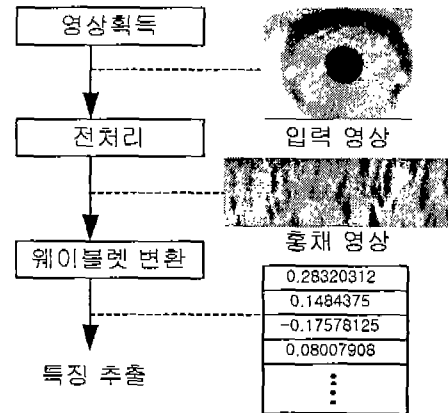 영상획득
입력 영상
전처리
홍채 영상
웨이블렛 변환
0.28320312
0.1484375
-0.17578125
0.08007908
특징 추출